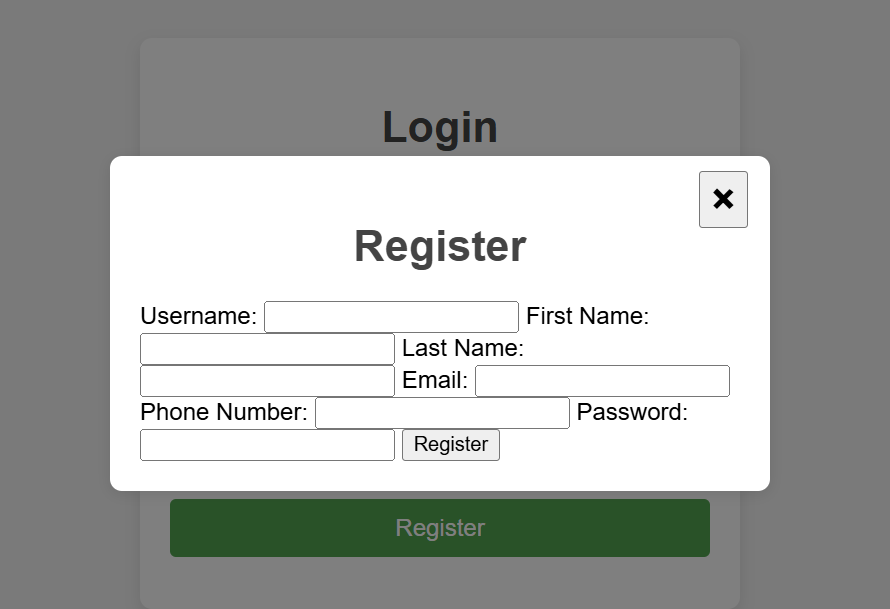 Login
×
Register
Username: First Name:
Last Name:
Email:
Phone Number: Password:
Register
Register